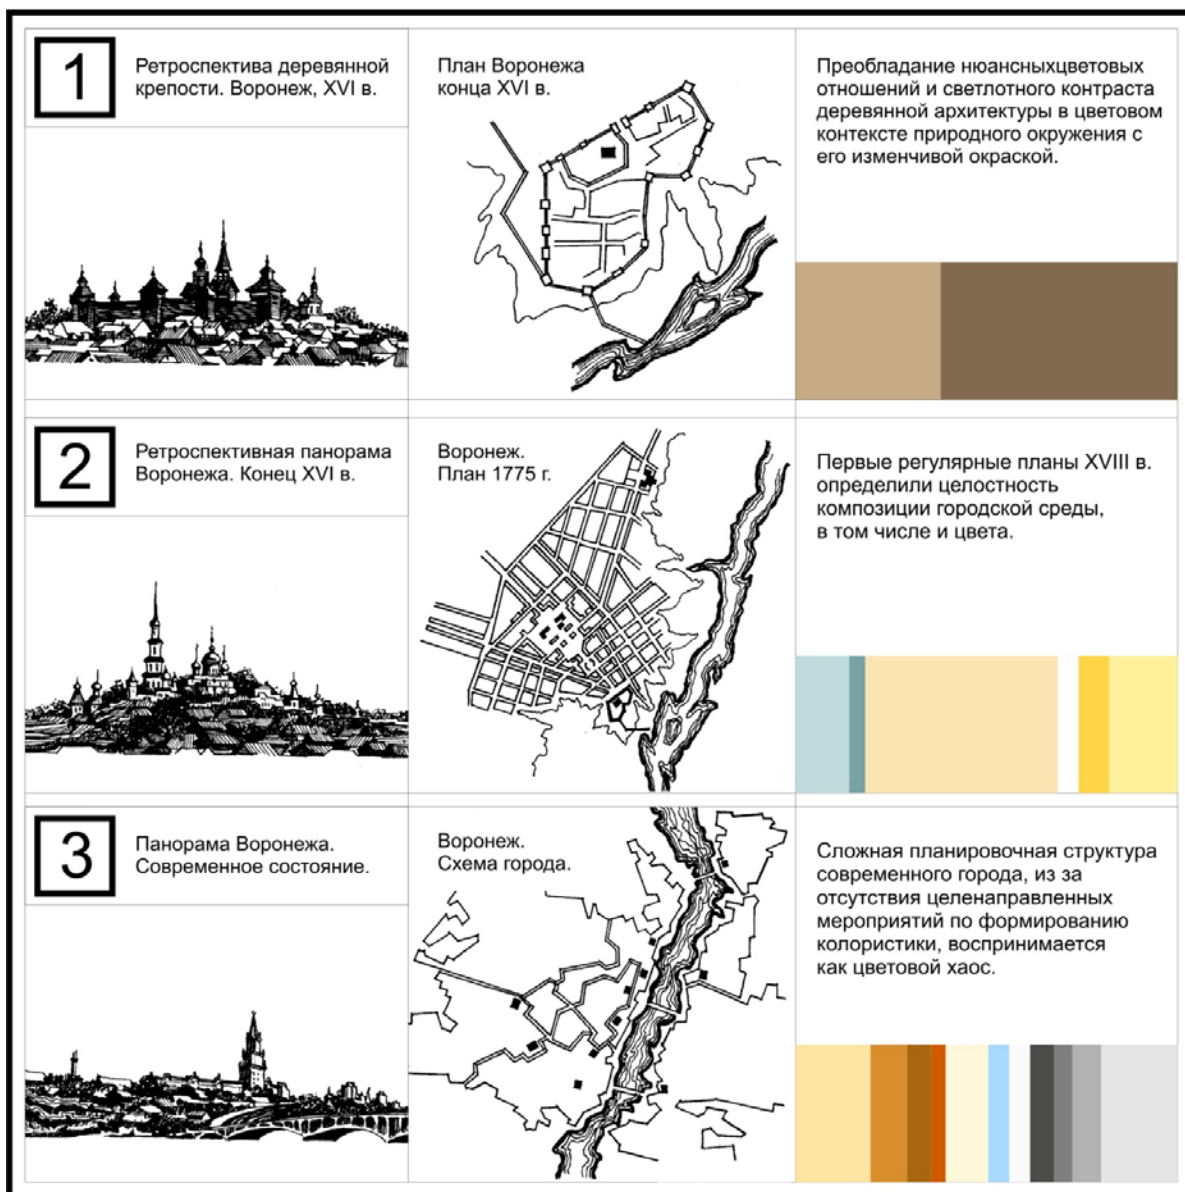 1
Ретроспектива деревянной
крепости. Воронеж, XVI в.
План Воронежа
конца XVI в.
Преобладание нюансныхцветовых
отношений и светлотного контраста
деревянной архитектуры в цветовом
контексте природного окружения с
его изменчивой окраской.
2
Ретроспективная панорама
Воронежа. Конец XVI в.
Воронеж.
План 1775 г.
Первые регулярные планы XVIII в.
определили целостность
композиции городской среды,
в том числе и цвета.
3
Панорама Воронежа.
Современное состояние.
Воронеж.
Схема города.
Сложная планировочная структура
современного города, из за
отсутствия целенаправленных
мероприятий по формированию
колористики, воспринимается
как цветовой хаос.